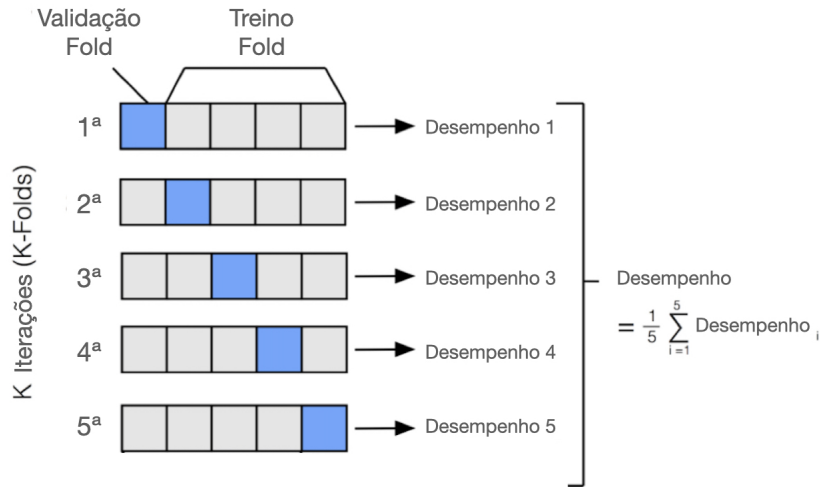 Validação
Fold
Treino
Fold
K Iterações (K-Folds)
1ª
Desempenho 1
2ª
Desempenho 2
3ª
Desempenho 3
4ª
Desempenho 4
5ª
Desempenho 5
Desempenho
= 1/5 5 ∑ i=1 Desempenho i